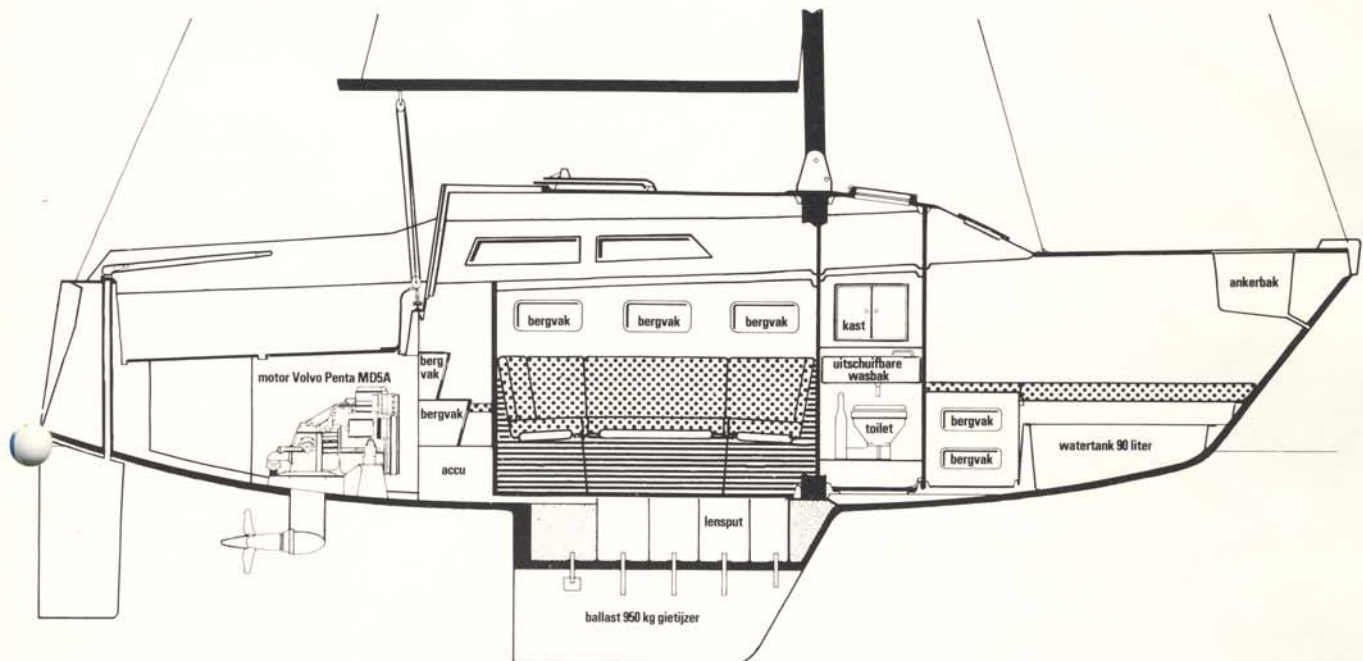 ankerbak
bergvak
bergvak
bergvak
kast
motor Volvo Penta MD5A
berg
vak
uitschuifbare
wasbak
bergvak
toilet
bergvak
watertank 90 liter
accu
bergvak
lensput
ballast 950 kg gietijzer